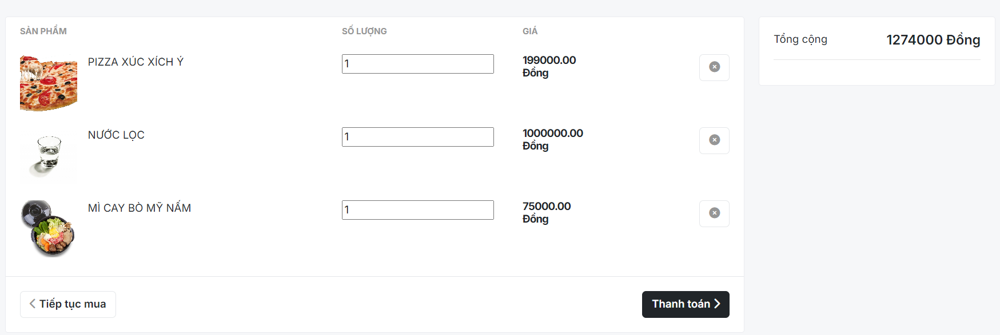 SẢN PHẨM SỐ LƯỢNG GIÁ
PIZZA XÚC XÍCH Ý 1 199000.00
Đồng
NƯỚC LỌC 1 1000000.00
Đồng
MÌ CAY BÒ MỸ NẤM 1 75000.00
Đồng
Tiếp tục mua Thanh toán
Tổng cộng 1274000 Đồng